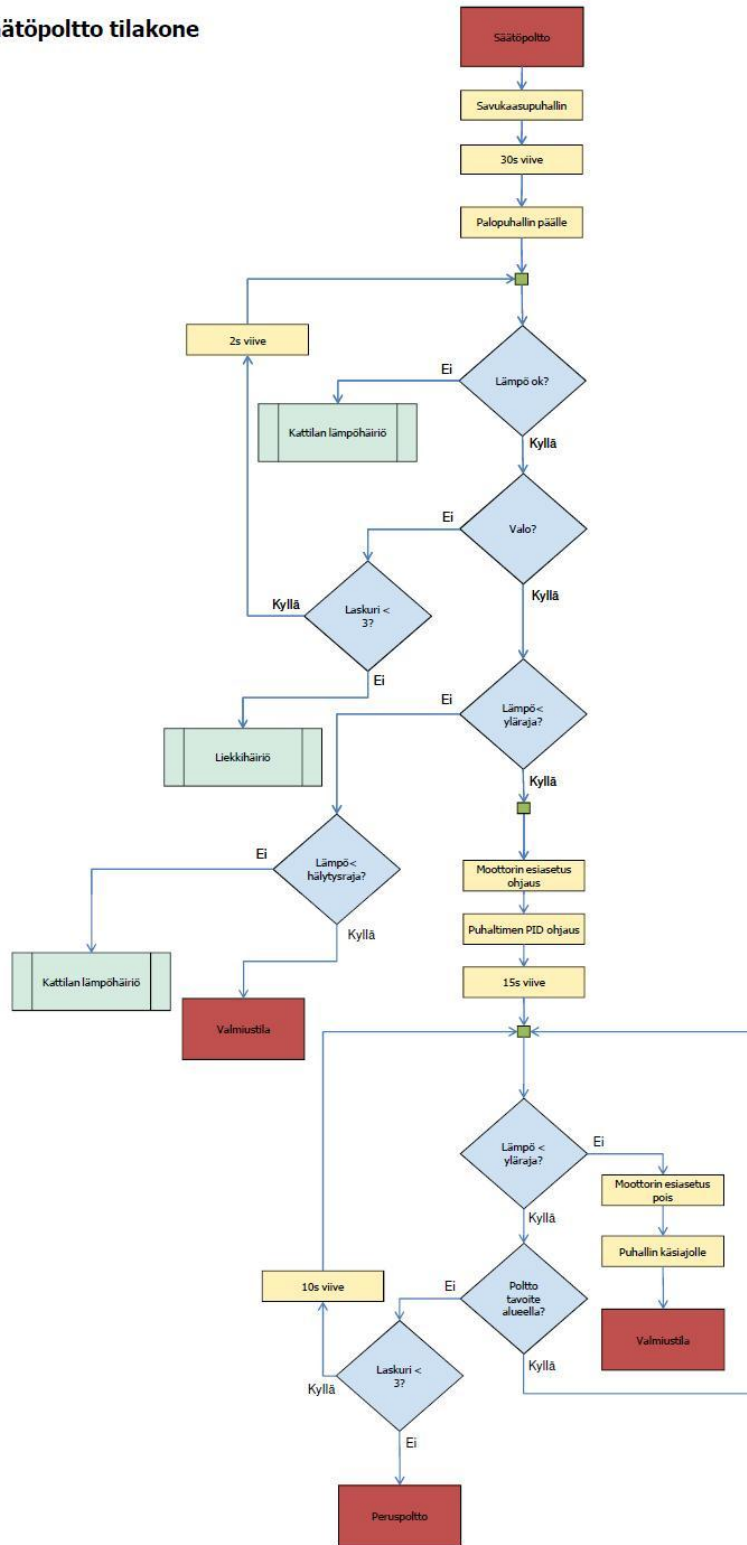 äätöpoltto tilakone
Säätöpoltto
Savukaasupuhallin
30s viive
Palopuhallin päälle
2s viive
Ei
Lämpö ok?
Kattilan lämpöhäiriö
Kyllä
Ei
Valo?
Kyllä
Laskuri <
3?
Kyllä
Ei
Ei
Lämpö<
yläraja?
Liekkihäiriö
Kyllä
Ei
Lämpö<
hälytysraja?
Moottorin esiasetus
ohjaus
Kyllä
Puhaltimen PID ohjaus
Kattilan lämpöhäiriö
15s viive
Valmiustila
Lämpö <
yläraja?
Ei
Moottorin esiasetus
pois
Kyllä
Puhallin käsiajolle
10s viive
Ei
Poltto
tavoite
alueella?
Valmiustila
Laskuri <
3?
Kyllä
Kyllä
Ei
Peruspoltto